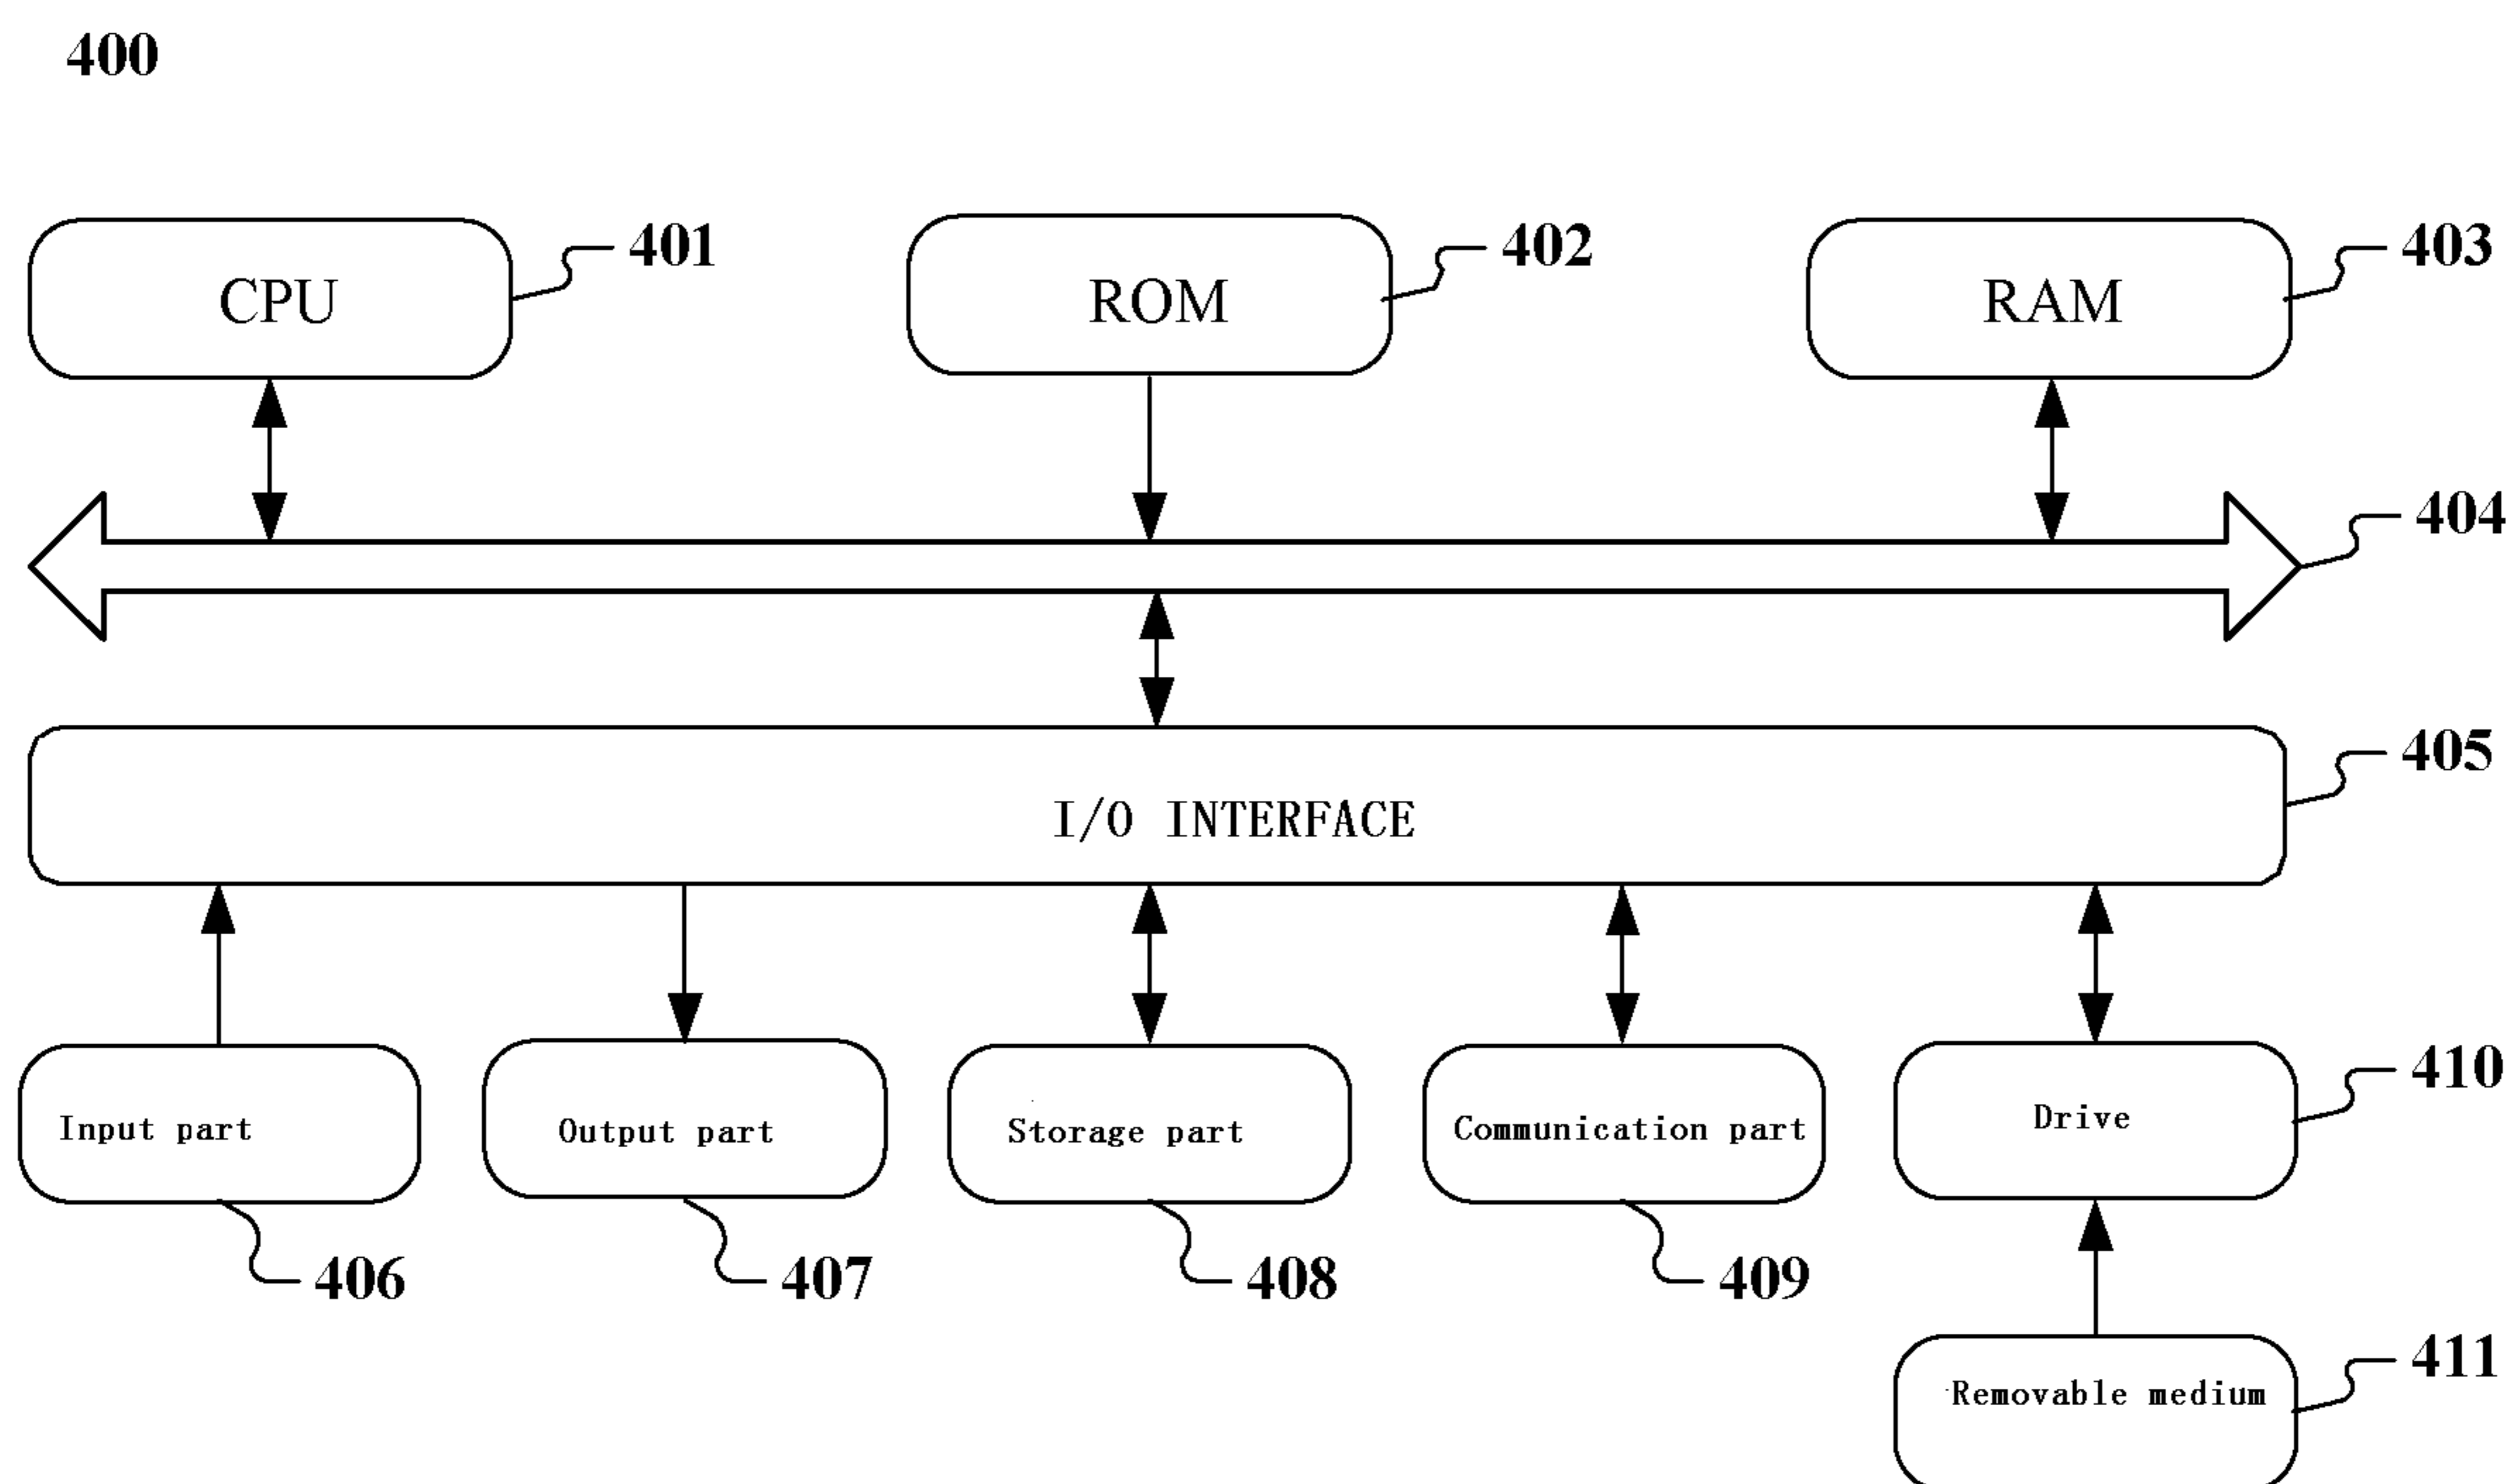 400
CPU
401
ROM
402
RAM
403
404
I/O INTERFACE
405
Input part
Output part
Storage part
Communication part
Drive
410
406
407
408
409
Removable medium
411